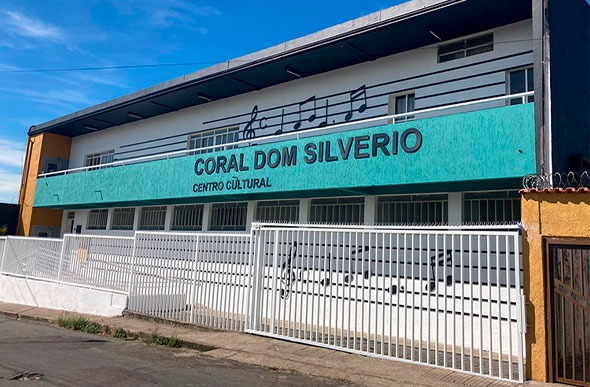 CORAL DOM SILVERIO
CENTRO CULTURAL